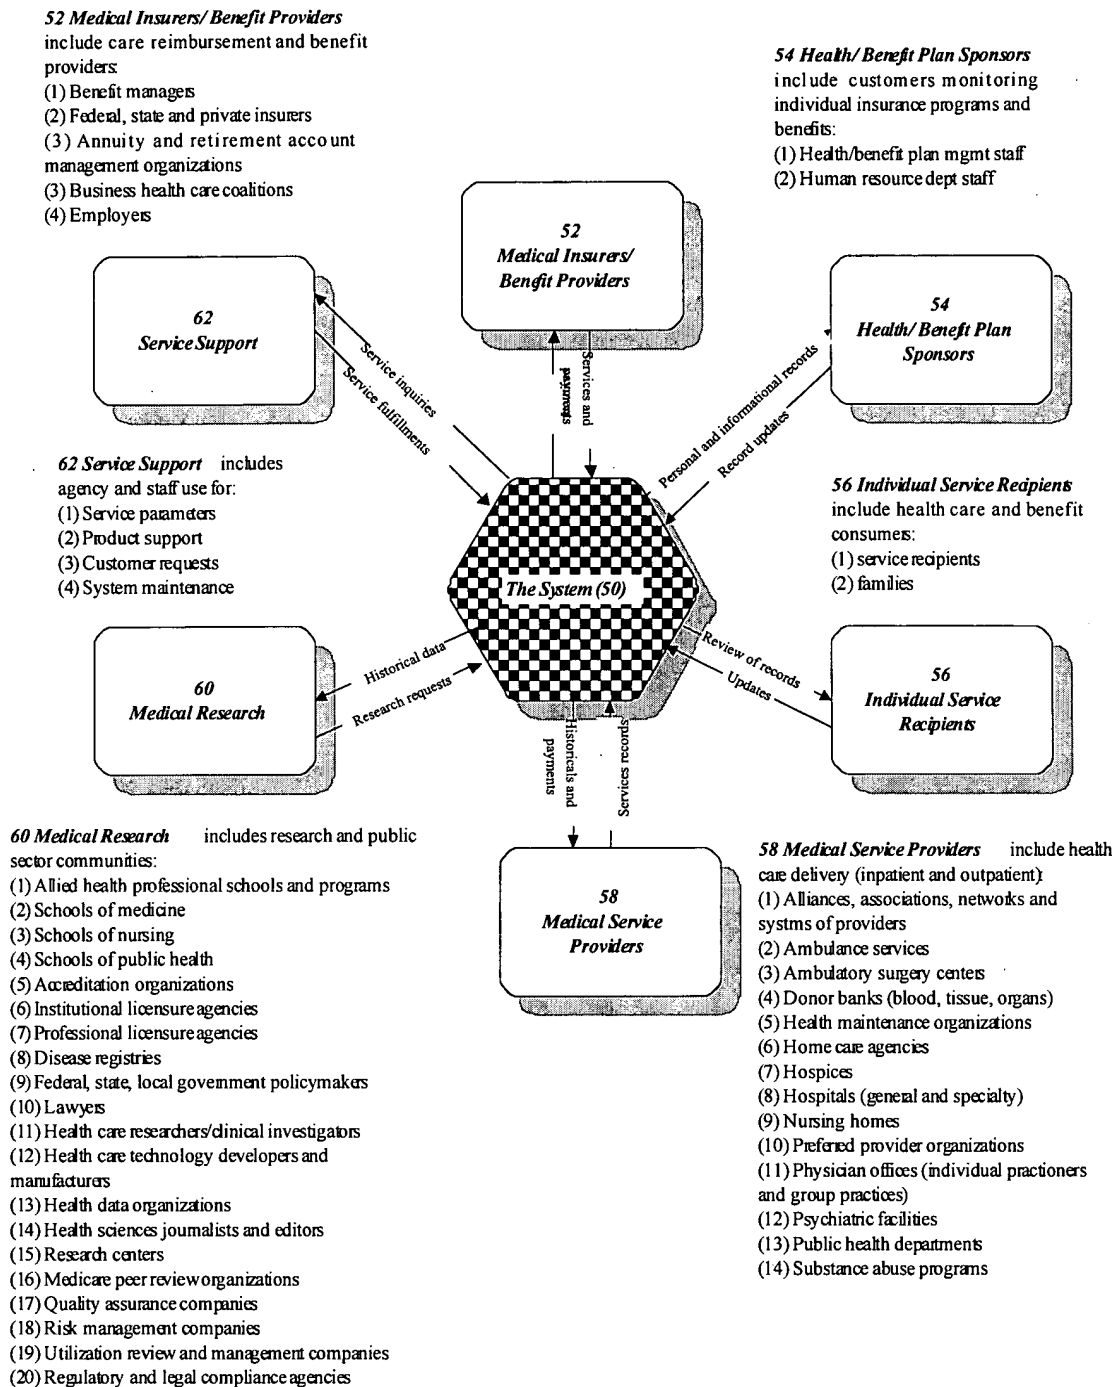 52 Medical Insurers/ Benefit Providers
include care reimbursement and benefit
providers:
(1) Benefit managers
(2) Federal, state and private insurers
(3) Annuity and retirement account
management organizations
(3) Business health care coalitions
(4) Employers
54 Health/ Benefit Plan Sponsors
include customers monitoring
individual insurance programs and
benefits:
(1) Health/benefit plan mgmt staff
(2) Human resource dept staff
52
Medical Insurers/
Benefit Providers
62
Service Support
54
Health/ Benefit Plan
Sponsors
Service inquiries
Service fulfillments
payments
Services and
payments
Personal and informational records
Record updates
62 Service Support includes
agency and staff use for:
(1) Service parameters
(2) Product support
(3) Customer requests
(4) System maintenance
56 Individual Service Recipients
include health care and benefit
consumers:
(1) service recipients
(2) families
The System (50)
60
Medical Research
Historical data
Research requests
Review of records
Updates
56
Individual Service
Recipients
Historicals and
payments
Services records
58
Medical Service
Providers
60 Medical Research includes research and public
sector communities:
(1) Allied health professional schools and programs
(2) Schools of medicine
(3) Schools of nursing
(4) Schools of public health
(5) Accreditation organizations
(6) Institutional licensure agencies
(7) Professional licensure agencies
(8) Disease registries
(9) Federal, state, local government policymakers
(10) Lawyers
(11) Health care researchers/clinical investigators
(12) Health care technology developers and
manufacturers
(13) Health data organizations
(14) Health sciences journalists and editors
(15) Research centers
(16) Medicare peer review organizations
(17) Quality assurance companies
(18) Risk management companies
(19) Utilization review and management companies
(20) Regulatory and legal compliance agencies
58 Medical Service Providers include health
care delivery (inpatient and outpatient):
(1) Alliances, associations, networks and
systms of providers
(2) Ambulance services
(3) Ambulatory surgery centers
(4) Donor banks (blood, tissue, organs)
(5) Health maintenance organizations
(6) Home care agencies
(7) Hospices
(8) Hospitals (general and specialty)
(9) Nursing homes
(10) Preferred provider organizations
(11) Physician offices (individual practioners
and group practices)
(12) Psychiatric facilities
(13) Public health departments
(14) Substance abuse programs